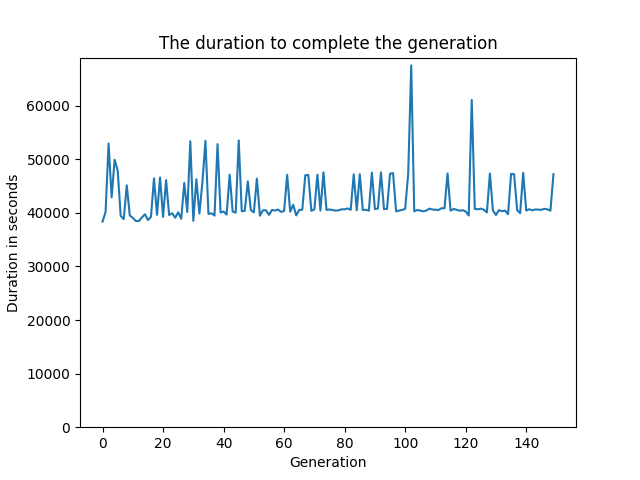 The duration to complete the generation
Duration in seconds
60000
50000
40000
30000
20000
10000
0
0 20 40 60 80 100 120 140
Generation